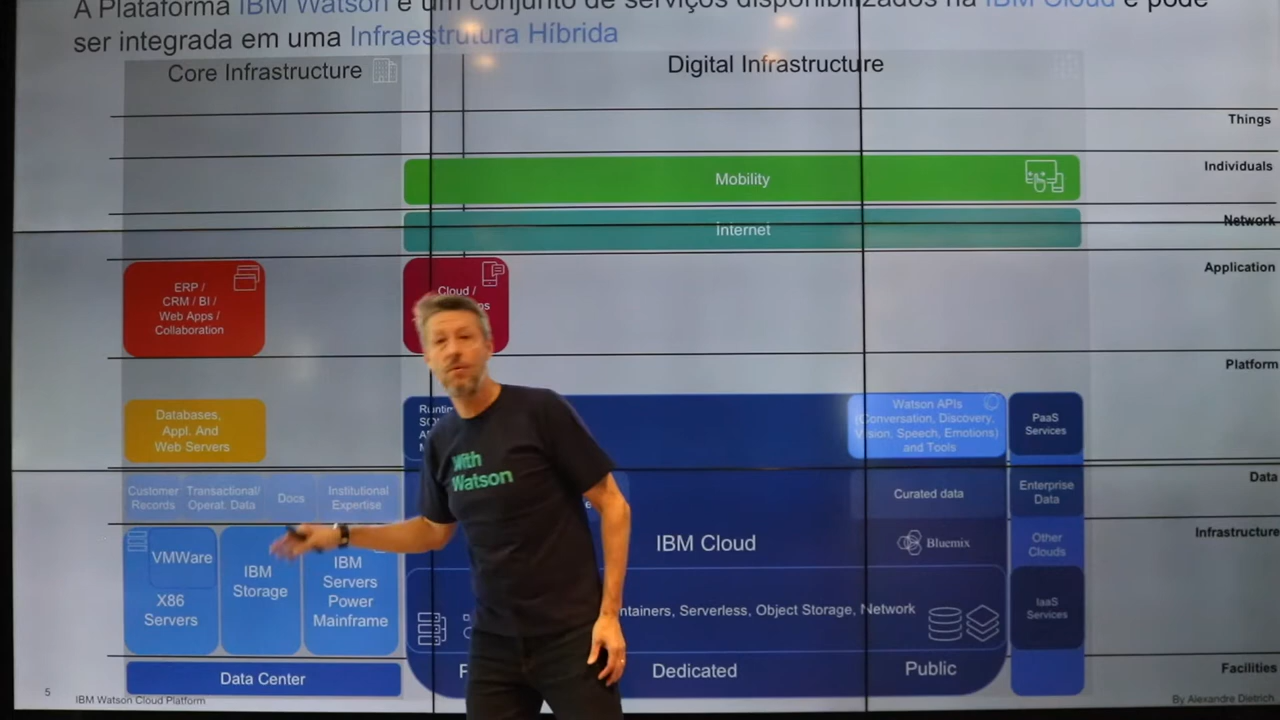 A Plataforma IBM Watson é um conjunto de serviços disponibilizados na IBM Cloud e pode
ser integrada em uma Infraestrutura Híbrida
Core Infrastructure
Digital Infrastructure
Things
Individuals
Mobility
Network
Internet
Application
ERP /
CRM / BI /
Web Apps /
Collaboration
Cloud /
Platform
Databases,
Appl. And
Web Servers
Watson APIs
(Conversation, Discovery,
Vision, Speech, Emotions)
and Tools
PaaS
Services
With
Watson
Data
Customer
Records
Transactional/
Operat. Data
Docs
Institutional
Expertise
Curated data
Enterprise
Data
Infrastructure
VMWare
X86
Servers
IBM
Storage
IBM
Servers
Power
Mainframe
IBM Cloud
Bluemix
Other
Clouds
ntainers, Serverless, Object Storage, Network
IaaS
Services
Facilities
Data Center
Dedicated
Public
5
IBM Watson Cloud Platform
By Alexandre Dietrich.